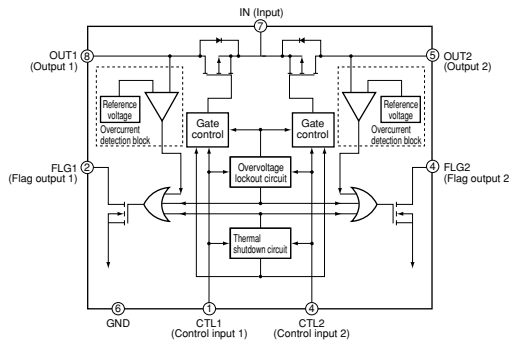 IN (Input)
7
OUT1
(Output 1)
8
5
OUT2
(Output 2)
Reference
voltage
Overcurrent
detection block
Gate
control
Gate
control
Reference
voltage
Overcurrent
detection block
FLG1
(Flag output 1)
2
4
FLG2
(Flag output 2
Overvoltage
lockout circuit
Thermal
shutdown circuit
6
GND
1
CTL1
(Control input 1)
4
CTL2
(Control input 2)